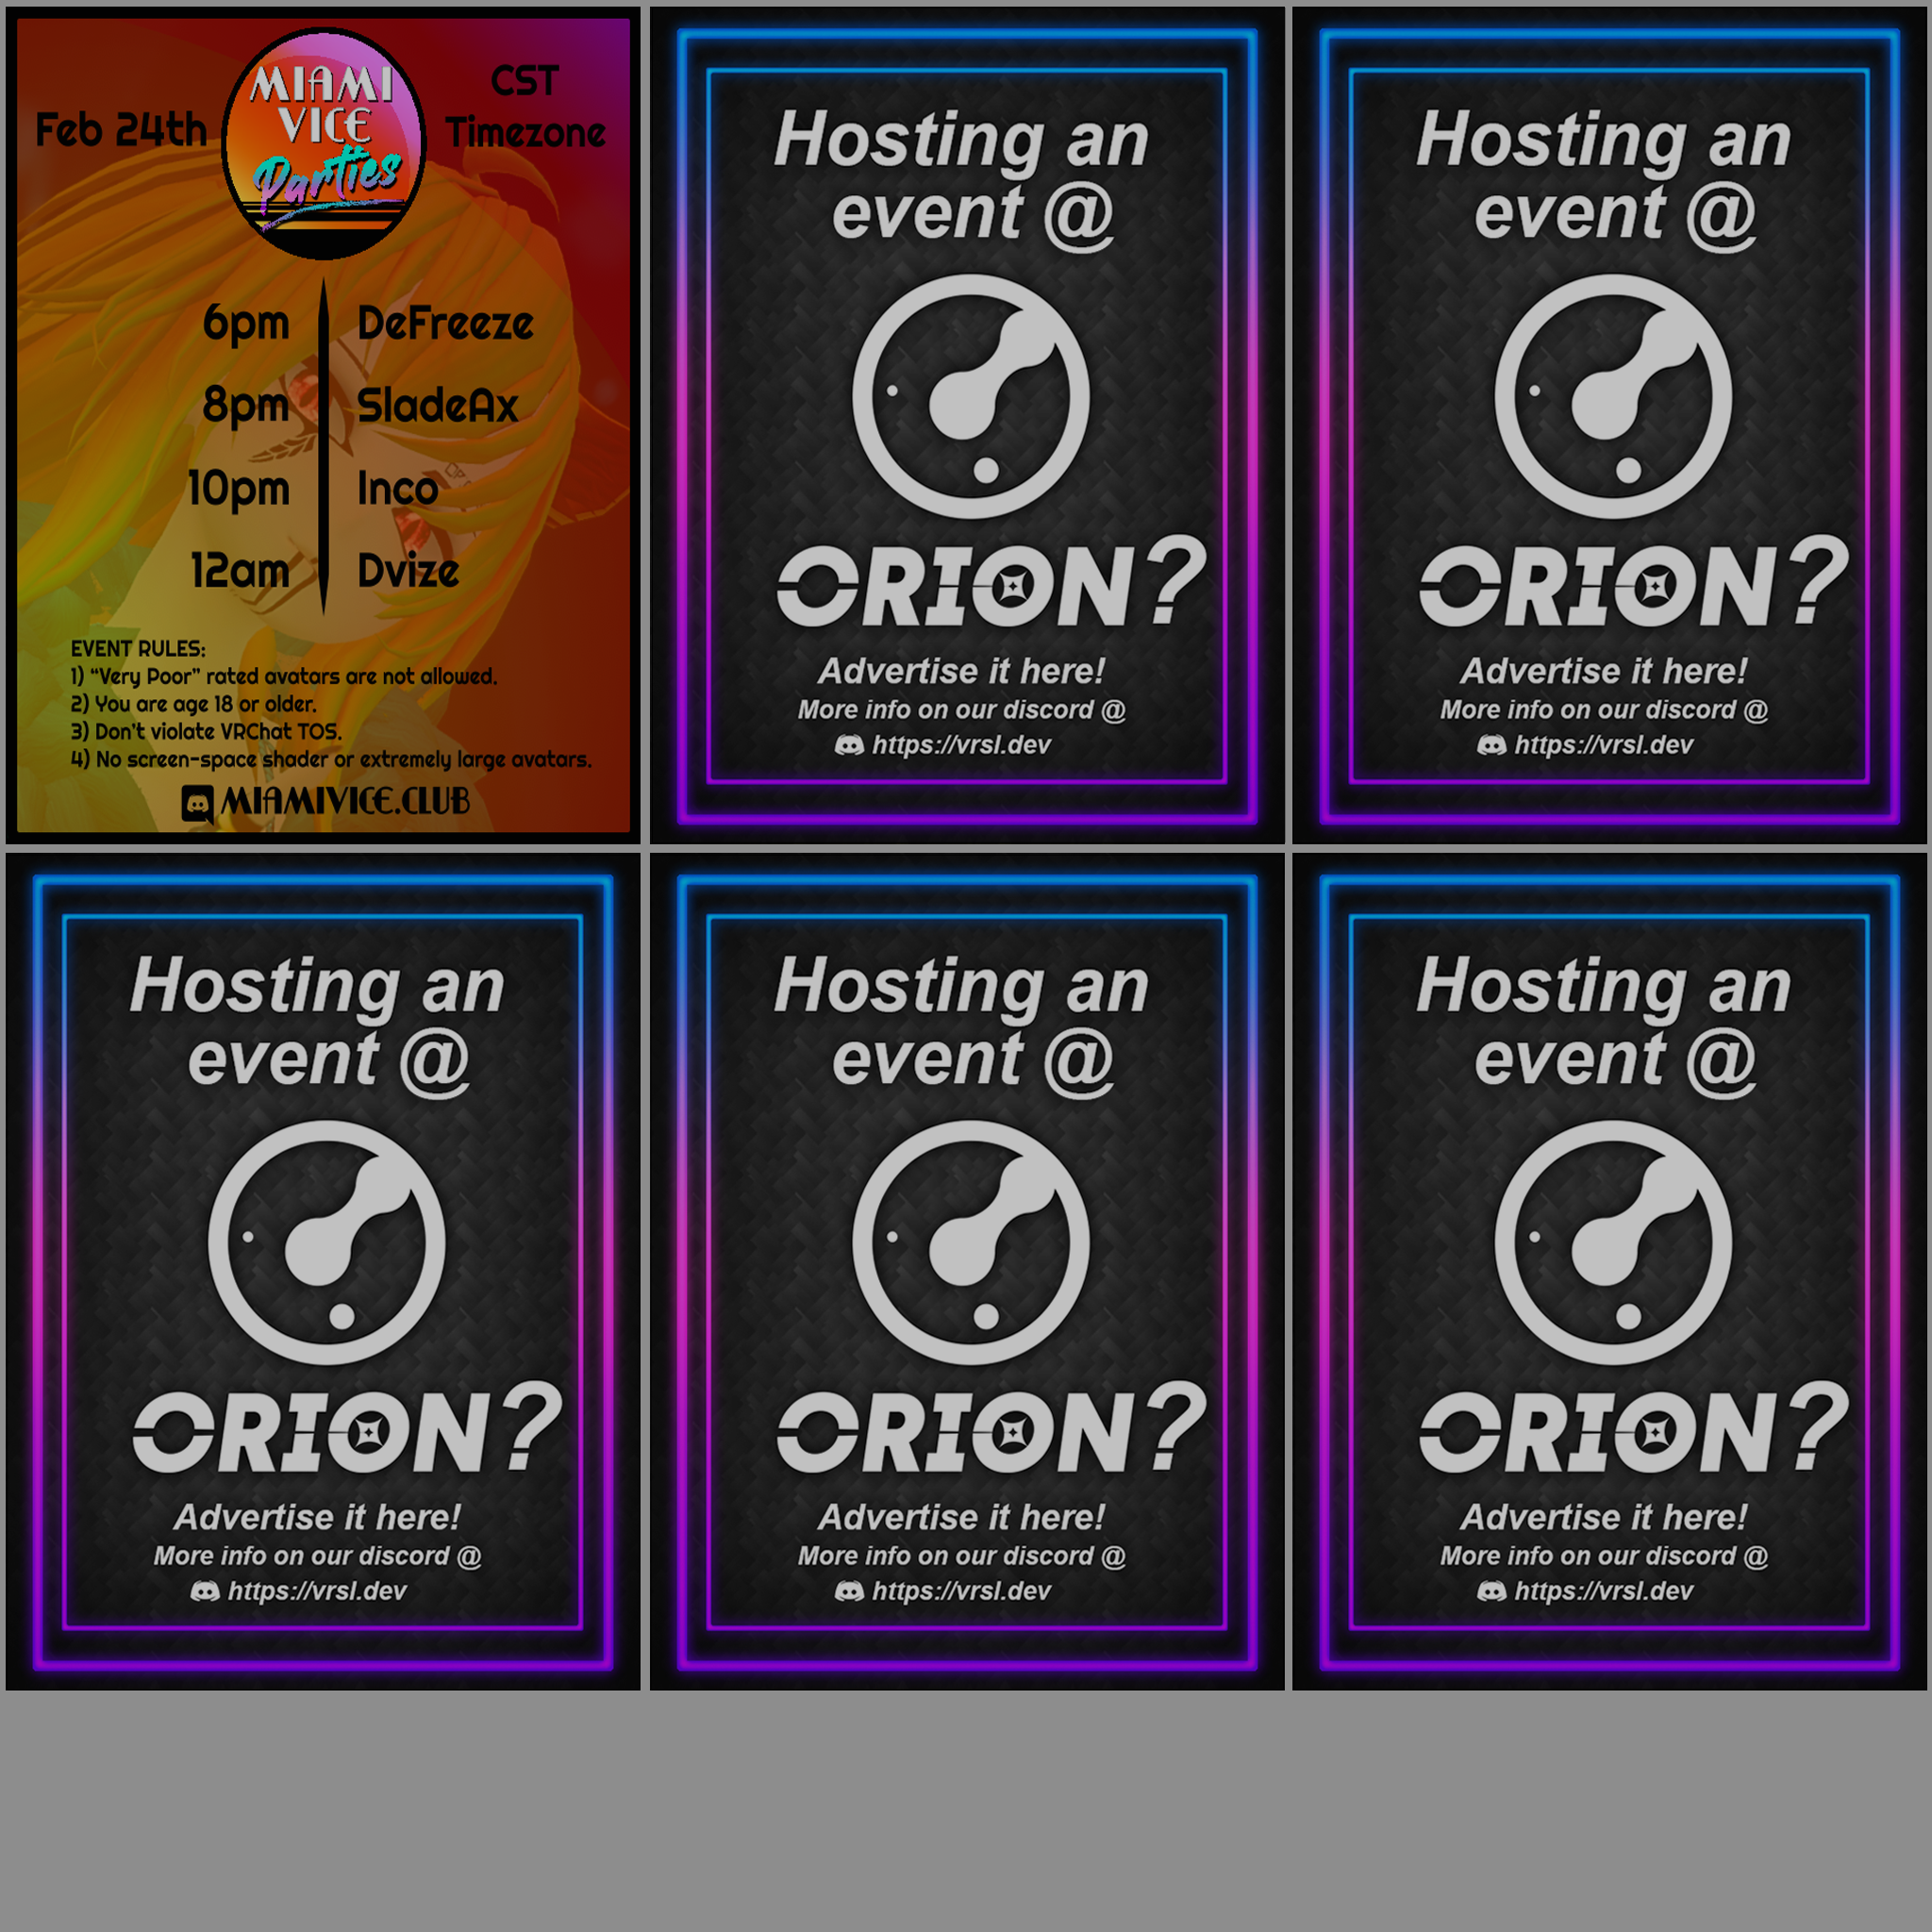 Feb 24th
MIAMI
VICE
Parties
CST
Timezone
6pm DeFreeze
8pm SladeAx
10pm Inco
12am Dvize
EVENT RULES:
1) “Very Poor” rated avatars are not allowed.
2) You are age 18 or older.
3) Don't violate VRChat TOS.
4) No screen-space shader or extremely large avatars.
MIAMIVICE.CLUB
Hosting an
event @
ORION?
Advertise it here!
More info on our discord @
https://vrsl.dev
Hosting an
event @
ORION?
Advertise it here!
More info on our discord @
https://vrsl.dev
Hosting an
event @
ORION?
Advertise it here!
More info on our discord @
https://vrsl.dev
Hosting an
event @
ORION?
Advertise it here!
More info on our discord @
https://vrsl.dev
Hosting an
event @
ORION?
Advertise it here!
More info on our discord @
https://vrsl.dev